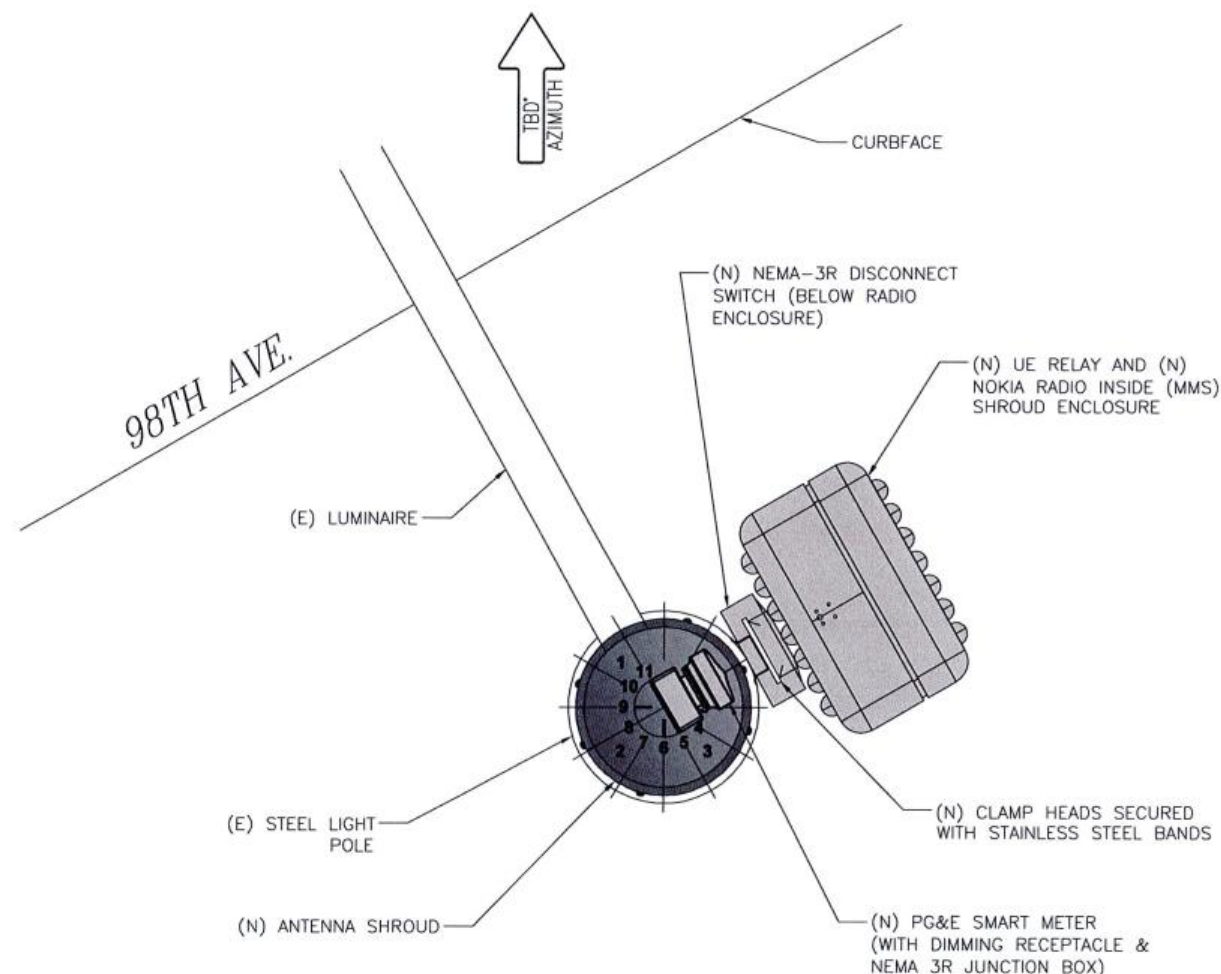 TBD°
AZIMUTH
CURBFACE
(N) NEMA-3R DISCONNECT
SWITCH (BELOW RADIO
ENCLOSURE)
98TH AVE.
(N) UE RELAY AND (N)
NOKIA RADIO INSIDE (MMS)
SHROUD ENCLOSURE
(E) LUMINAIRE
1
11
10
9
8
7
6
5
4
2
3
(E) STEEL LIGHT
POLE
(N) CLAMP HEADS SECURED
WITH STAINLESS STEEL BANDS
(N) ANTENNA SHROUD
(N) PG&E SMART METER
(WITH DIMMING RECEPTACLE &
NEMA 3R JUNCTION BOX)